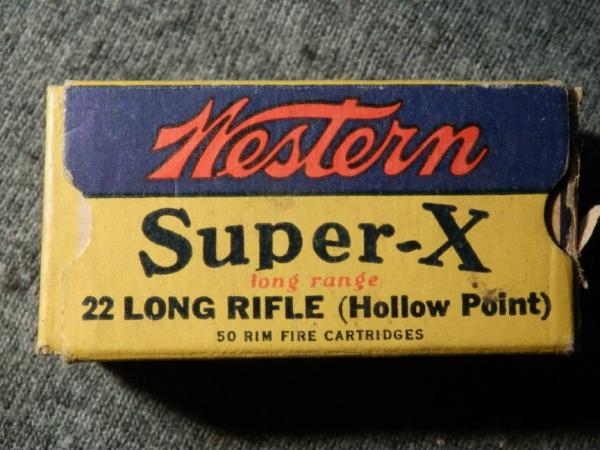 Western
Super-X
long range
22 LONG RIFLE (Hollow Point)
50 RIM FIRE CARTRIDGES